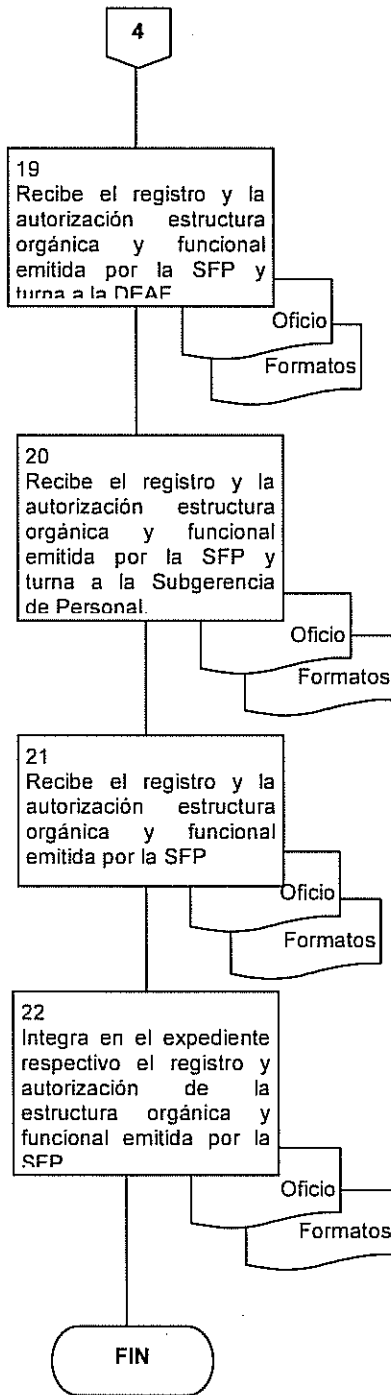 4
19
Recibe el registro y la
autorización estructura
orgánica y funcional
emitida por la SFP y
turna a la DEAF
Oficio
Formatos
20
Recibe el registro y la
autorización estructura
orgánica y funcional
emitida por la SFP y
turna a la Subgerencia
de Personal.
Oficio
Formatos
21
Recibe el registro y la
autorización estructura
orgánica y funcional
emitida por la SFP
Oficio
Formatos
22
Integra en el expediente
respectivo el registro y
autorización de la
estructura orgánica y
funcional emitida por la
SFP
Oficio
Formatos
FIN